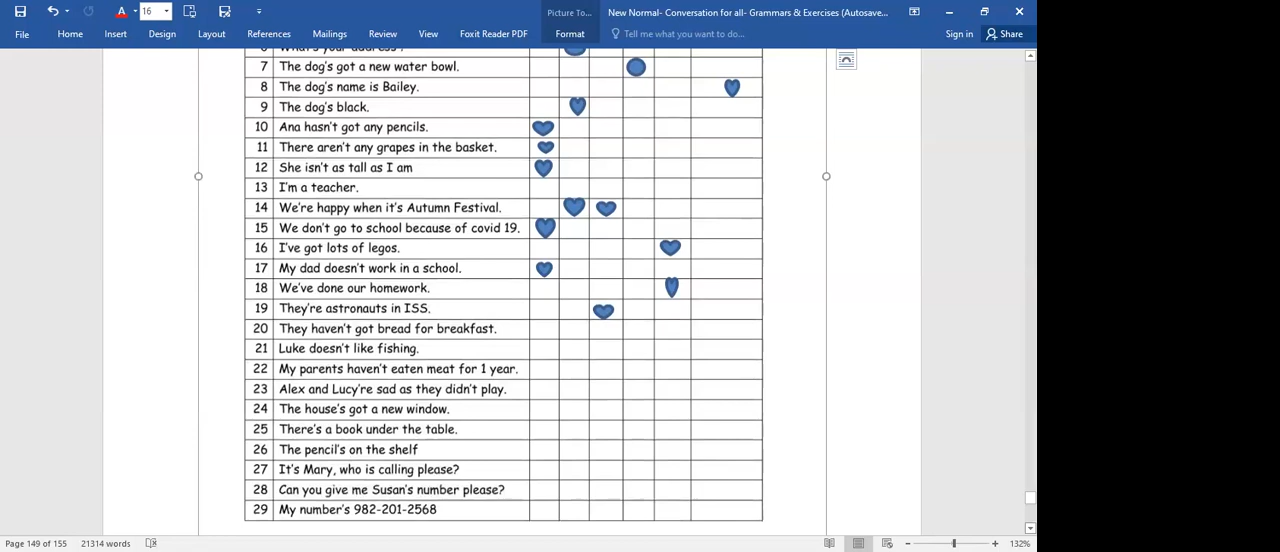 A 16 Picture To... New Normal- Conversation for all- Grammars & Exercises (Autosave...
File Home Insert Design Layout References Mailings Review View Foxit Reader PDF Format Tell me what you want to do... Sign in Share
6 What's your address?
7 The dog's got a new water bowl.
8 The dog's name is Bailey.
9 The dog's black.
10 Ana hasn't got any pencils.
11 There aren't any grapes in the basket.
12 She isn't as tall as I am
13 I'm a teacher.
14 We're happy when it's Autumn Festival.
15 We don't go to school because of covid 19.
16 I've got lots of legos.
17 My dad doesn't work in a school.
18 We've done our homework.
19 They're astronauts in ISS.
20 They haven't got bread for breakfast.
21 Luke doesn't like fishing.
22 My parents haven't eaten meat for 1 year.
23 Alex and Lucy're sad as they didn't play.
24 The house's got a new window.
25 There's a book under the table.
26 The pencil's on the shelf
27 It's Mary, who is calling please?
28 Can you give me Susan's number please?
29 My number's 982-201-2568
Page 149 of 155 21314 words 132%